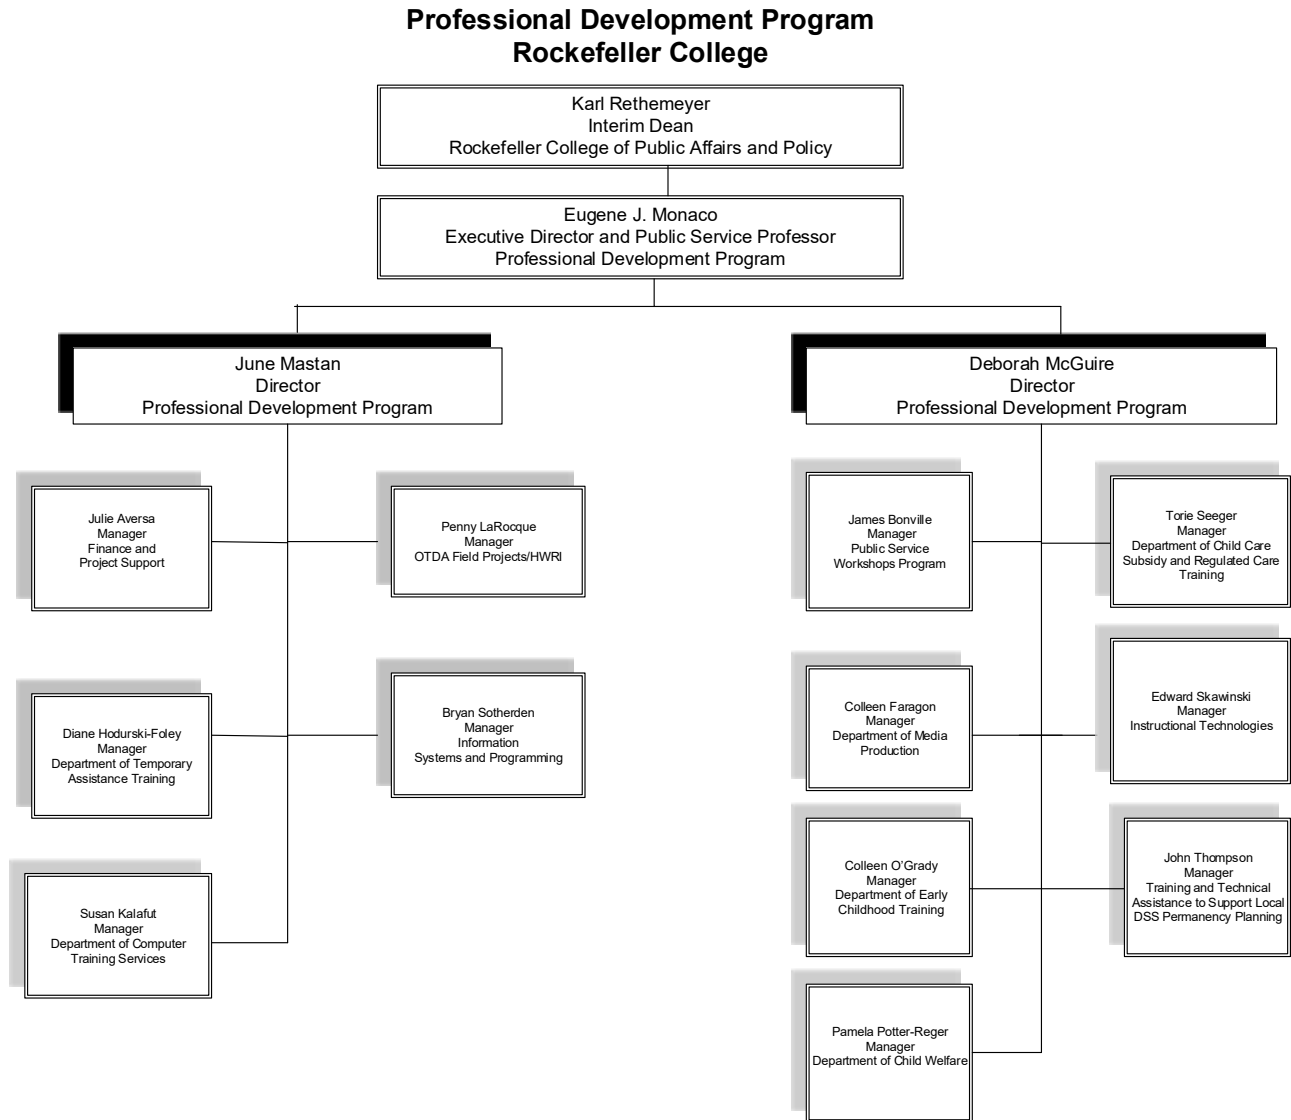 Professional Development Program
Rockefeller College
Karl Rethemeyer
Interim Dean
Rockefeller College of Public Affairs and Policy
Eugene J. Monaco
Executive Director and Public Service Professor
Professional Development Program
June Mastan
Director
Professional Development Program
Deborah McGuire
Director
Professional Development Program
Julie Aversa
Manager
Finance and
Project Support
Penny LaRocque
Manager
OTDA Field Projects/HWRI
James Bonville
Manager
Public Service
Workshops Program
Torie Seeger
Manager
Department of Child Care
Subsidy and Regulated Care
Training
Diane Hodurski-Foley
Manager
Department of Temporary
Assistance Training
Bryan Sotherden
Manager
Information
Systems and Programming
Colleen Faragon
Manager
Department of Media
Production
Edward Skawinski
Manager
Instructional Technologies
Susan Kalafut
Manager
Department of Computer
Training Services
Colleen O’Grady
Manager
Department of Early
Childhood Training
John Thompson
Manager
Training and Technical
Assistance to Support Local
DSS Permanency Planning
Pamela Potter-Reger
Manager
Department of Child Welfare